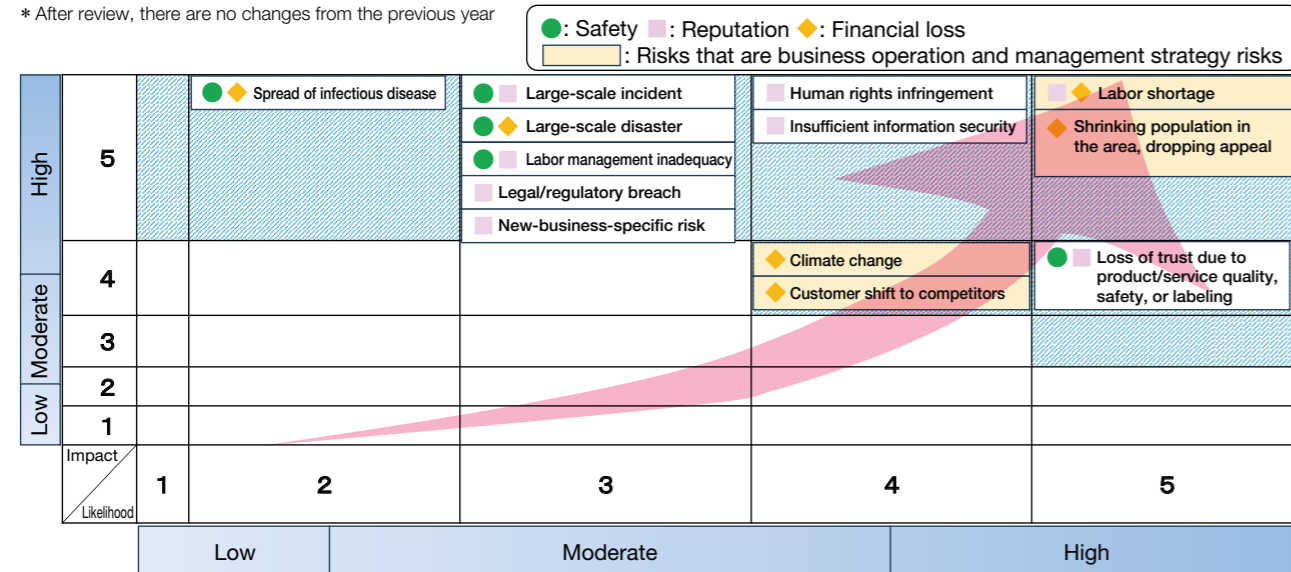 * After review, there are no changes from the previous year
: Safety : Reputation : Financial loss
: Risks that are business operation and management strategy risks
High
Moderate
Low
5
4
3
2
1
Spread of infectious disease
Large-scale incident
Large-scale disaster
Labor management inadequacy
Legal/regulatory breach
New-business-specific risk
Human rights infringement
Insufficient information security
Labor shortage
Shrinking population in
the area, dropping appeal
Climate change
Customer shift to competitors
Loss of trust due to
product/service quality,
safety, or labeling
Impact
Likelihood
1 2 3 4 5
Low Moderate High